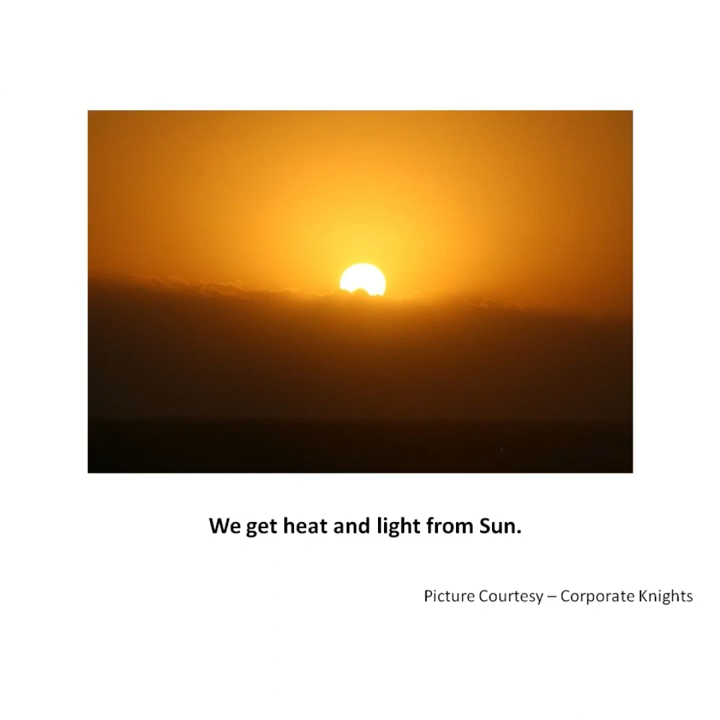 We get heat and light from Sun.
Picture Courtesy – Corporate Knights